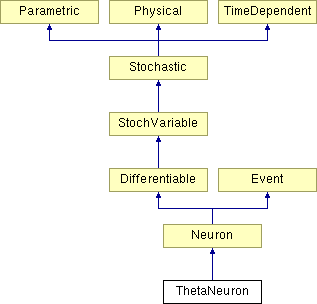 Parametric Physical TimeDependent
Stochastic
StochVariable
Differentiable Event
Neuron
ThetaNeuron